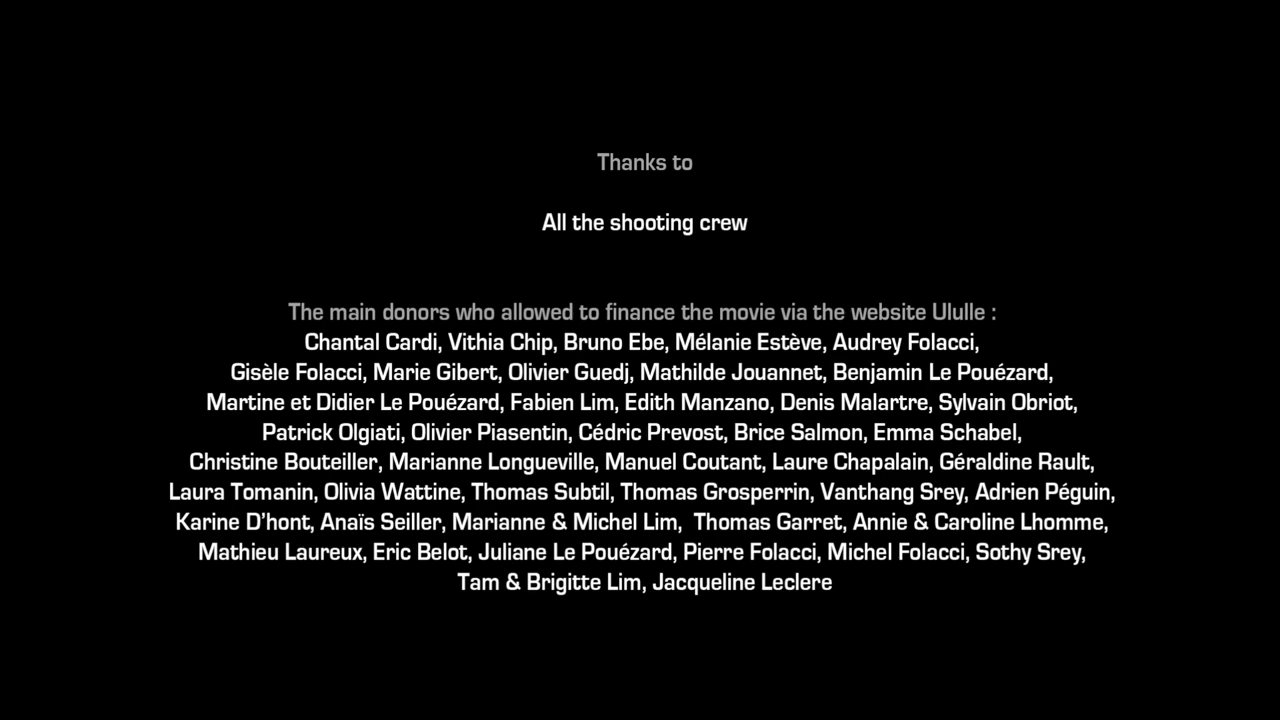 Thanks to
All the shooting crew
The main donors who allowed to finance the movie via the website Ululle :
Chantal Cardi, Vithia Chip, Bruno Ebe, Mélanie Estève, Audrey Folacci,
Gisèle Folacci, Marie Gibert, Olivier Guedj, Mathilde Jouannet, Benjamin Le Pouézard,
Martine et Didier Le Pouézard, Fabien Lim, Edith Manzano, Denis Malartre, Sylvain Obriot,
Patrick Olgiati, Olivier Piasentin, Cédric Prevost, Brice Salmon, Emma Schabel,
Christine Bouteiller, Marianne Longueville, Manuel Coutant, Laure Chapalain, Géraldine Rault,
Laura Tomanin, Olivia Wattine, Thomas Subtil, Thomas Grosperrin, Vanthang Srey, Adrien Péguin,
Karine D’hont, Anaïs Seiller, Marianne & Michel Lim,  Thomas Garret, Annie & Caroline Lhomme,
Mathieu Laureux, Eric Belot, Juliane Le Pouézard, Pierre Folacci, Michel Folacci, Sothy Srey,
Tam & Brigitte Lim, Jacqueline Leclere